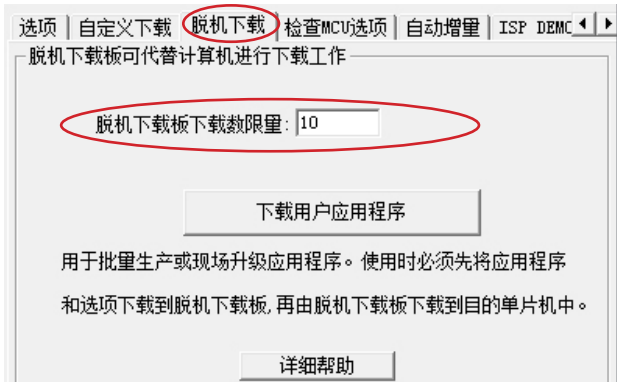 选项 自定义下载 脱机下载 检查MCU选项 自动增量 ISP DEMO
脱机下载板可代替计算机进行下载工作
脱机下载板下载数限量: 10
下载用户应用程序
用于批量生产或现场升级应用程序。使用时必须先将应用程序
和选项下载到脱机下载板,再由脱机下载板下载到目的单片机中。
详细帮助